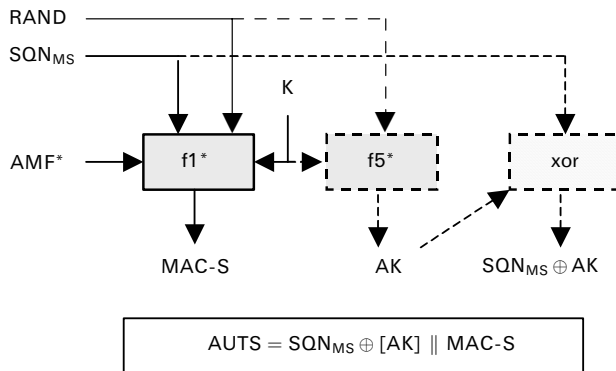 RAND
SQN_MS
K
AMF*
f1*
f5*
xor
MAC-S
AK
SQN_MS ⊕ AK
AUTS = SQN_MS ⊕ [AK] ∥ MAC-S